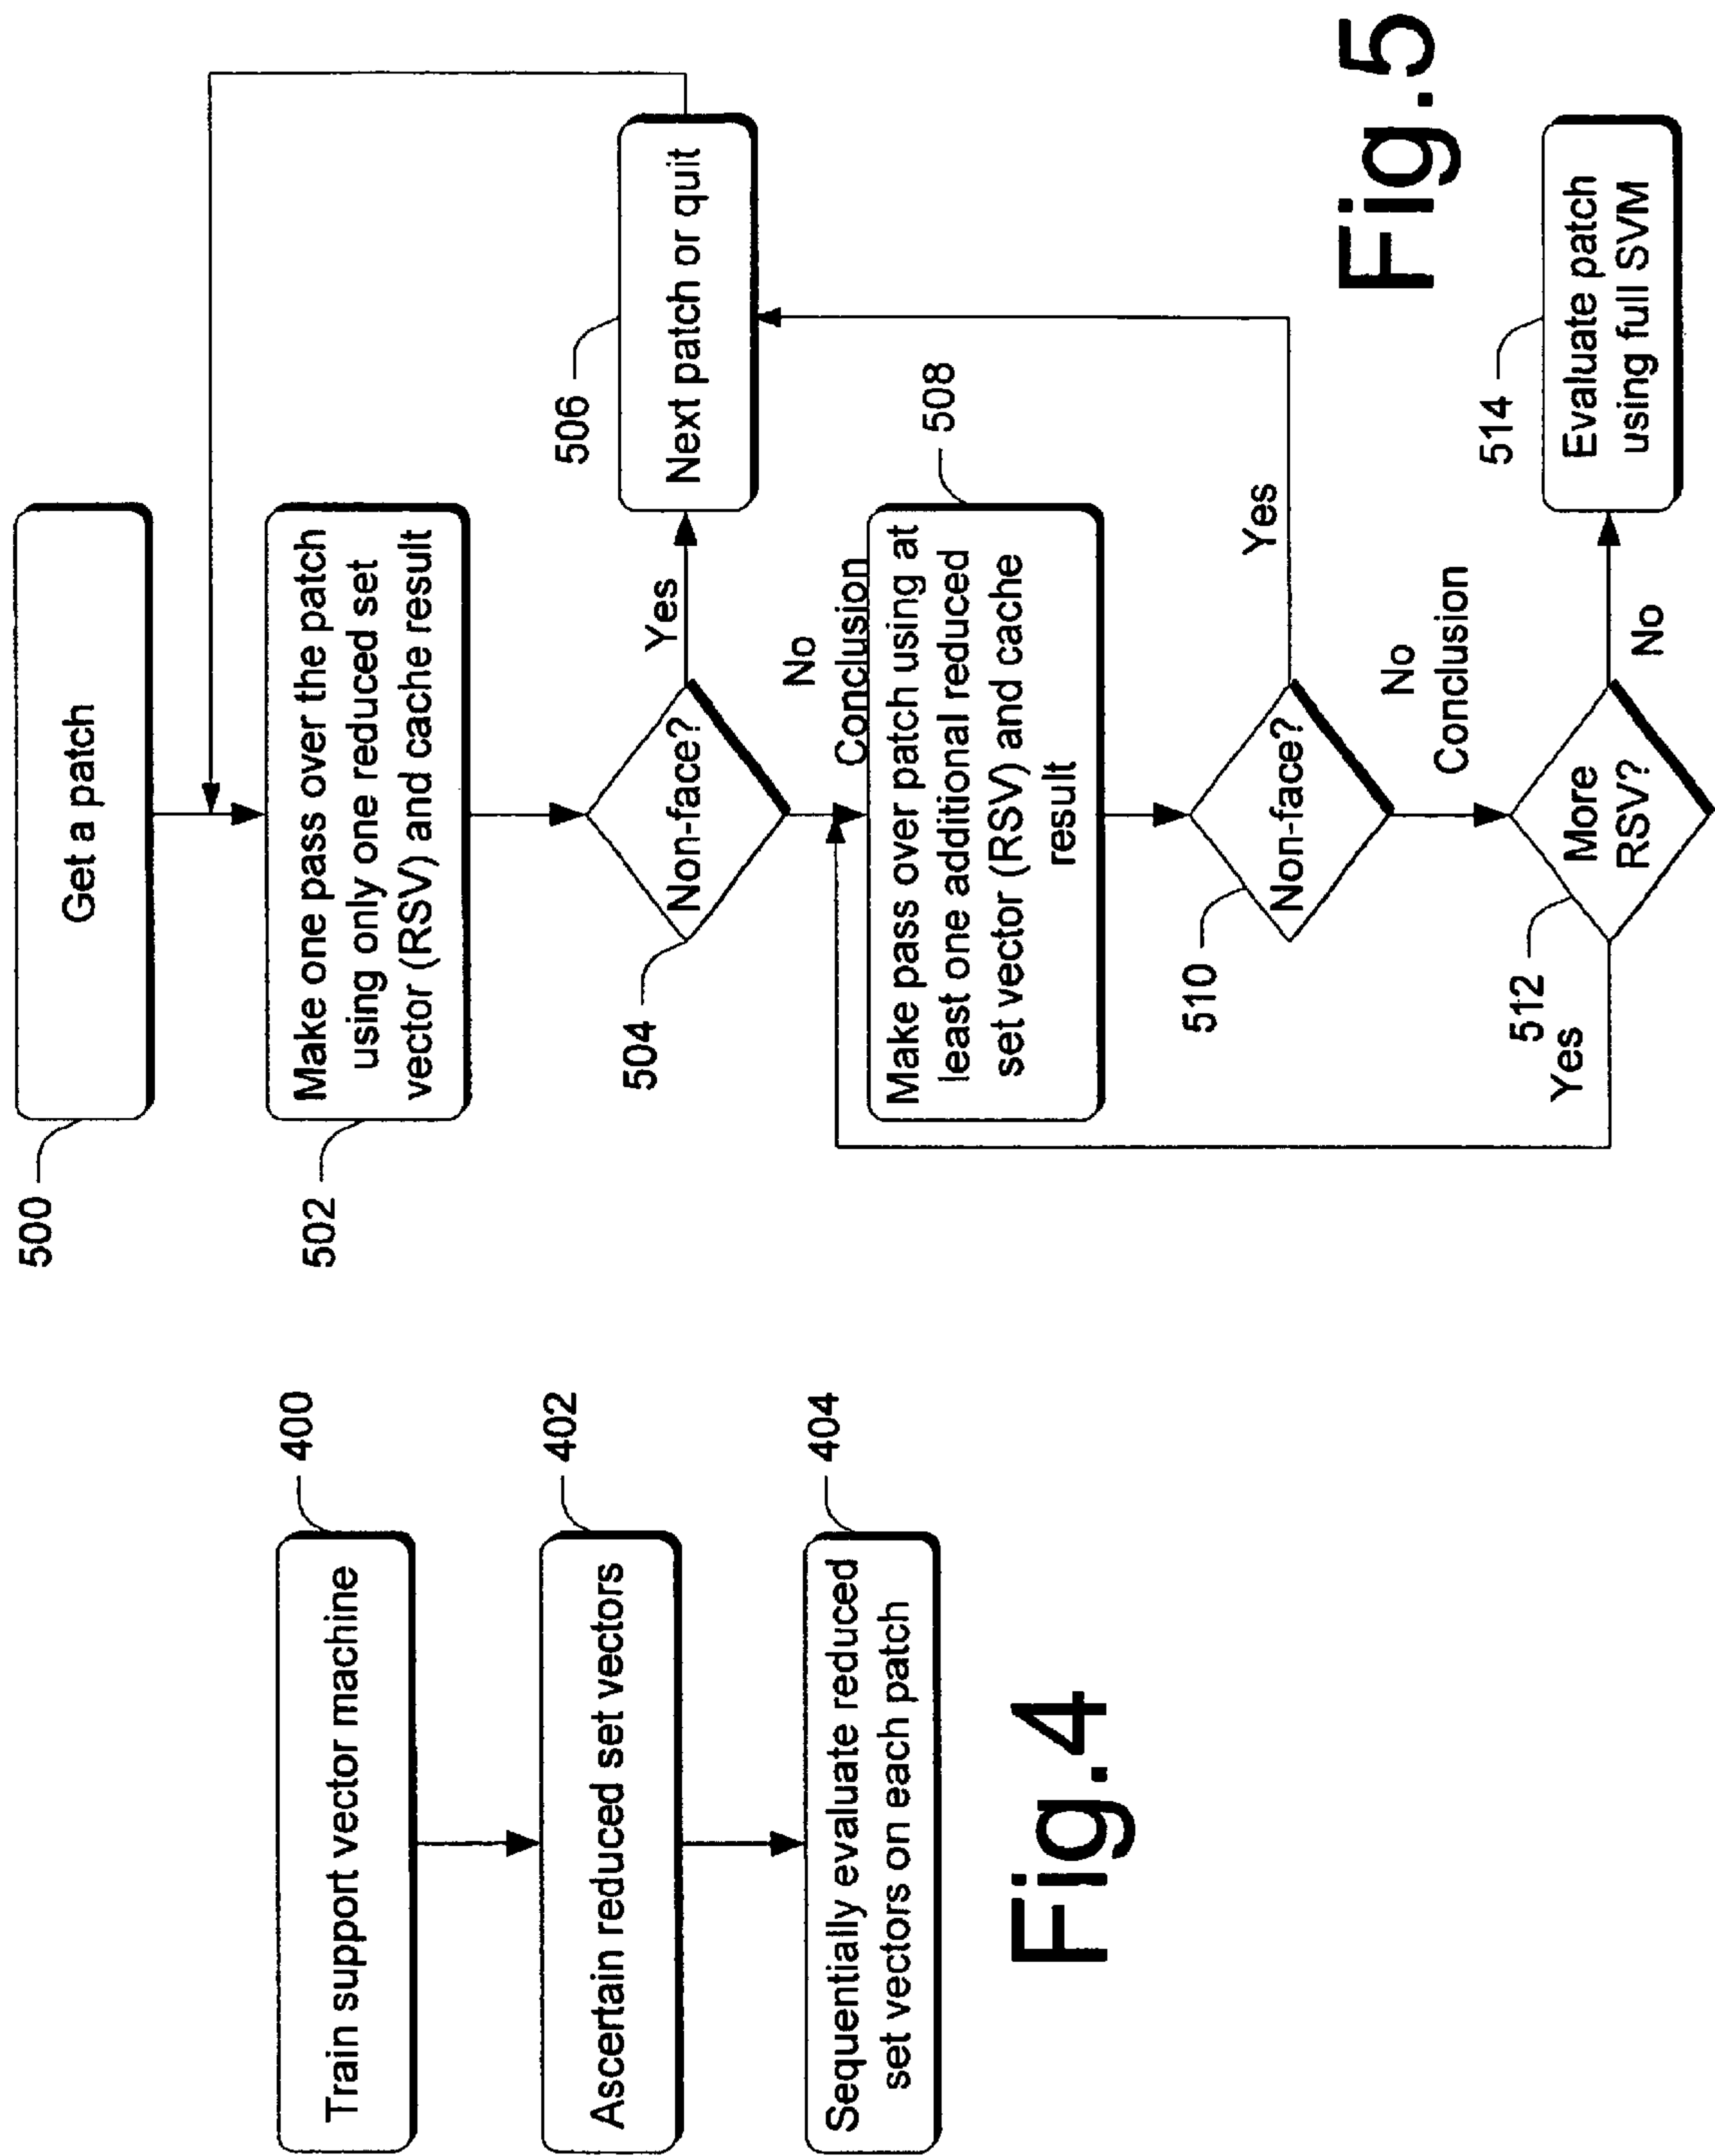 Train support vector machine
400
Ascertain reduced set vectors
402
Sequentially evaluate reduced
set vectors on each patch
404
Fig.4
500
Get a patch
502
Make one pass over the patch
using only one reduced set
vector (RSV) and cache result
504
Non-face?
Yes
506
Next patch or quit
No
Conclusion
508
Make pass over patch using at
least one additional reduced
set vector (RSV) and cache
result
510
Non-face?
Yes
No
Conclusion
512
More
RSV?
Yes
No
514
Evaluate patch
using full SVM
Fig.5